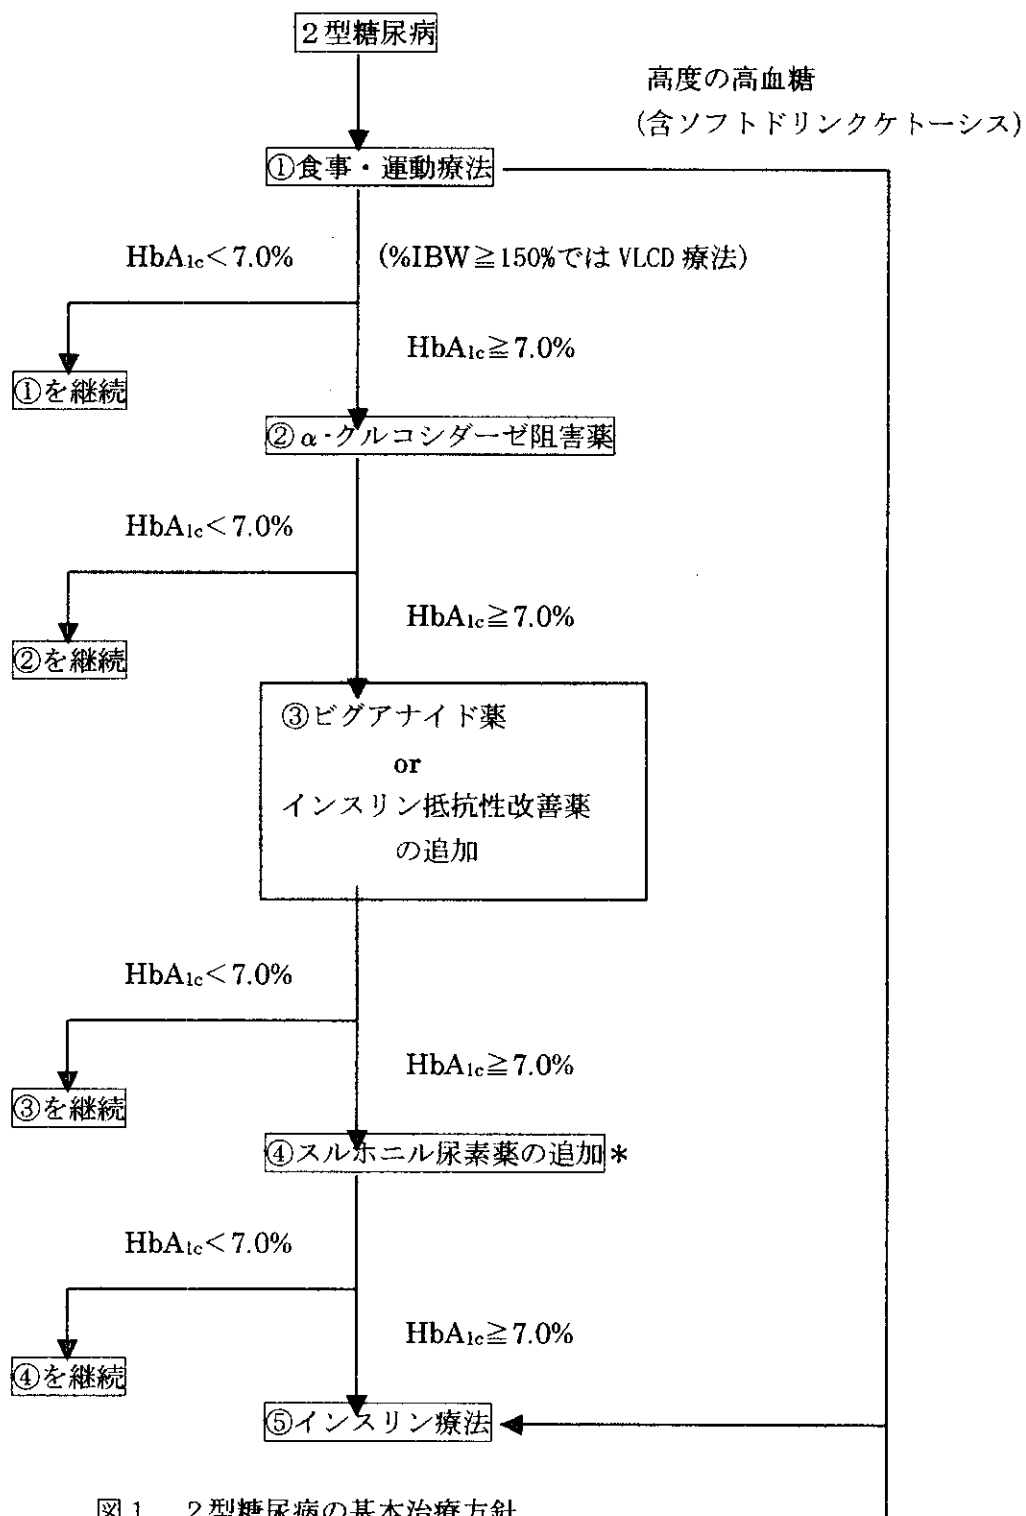 ２型糖尿病
高度の高血糖
(含ソフトドリンクケトーシス)
①食事・運動療法
HbA1c＜7.0%
(%IBW≧150%では VLCD 療法)
HbA1c≧7.0%
①を継続
②α-グルコシダーゼ阻害薬
HbA1c＜7.0%
HbA1c≧7.0%
②を継続
③ビグアナイド薬
or
インスリン抵抗性改善薬
の追加
HbA1c＜7.0%
HbA1c≧7.0%
③を継続
④スルホニル尿素薬の追加*
HbA1c＜7.0%
HbA1c≧7.0%
④を継続
⑤インスリン療法
図１　２型糖尿病の基本治療方針